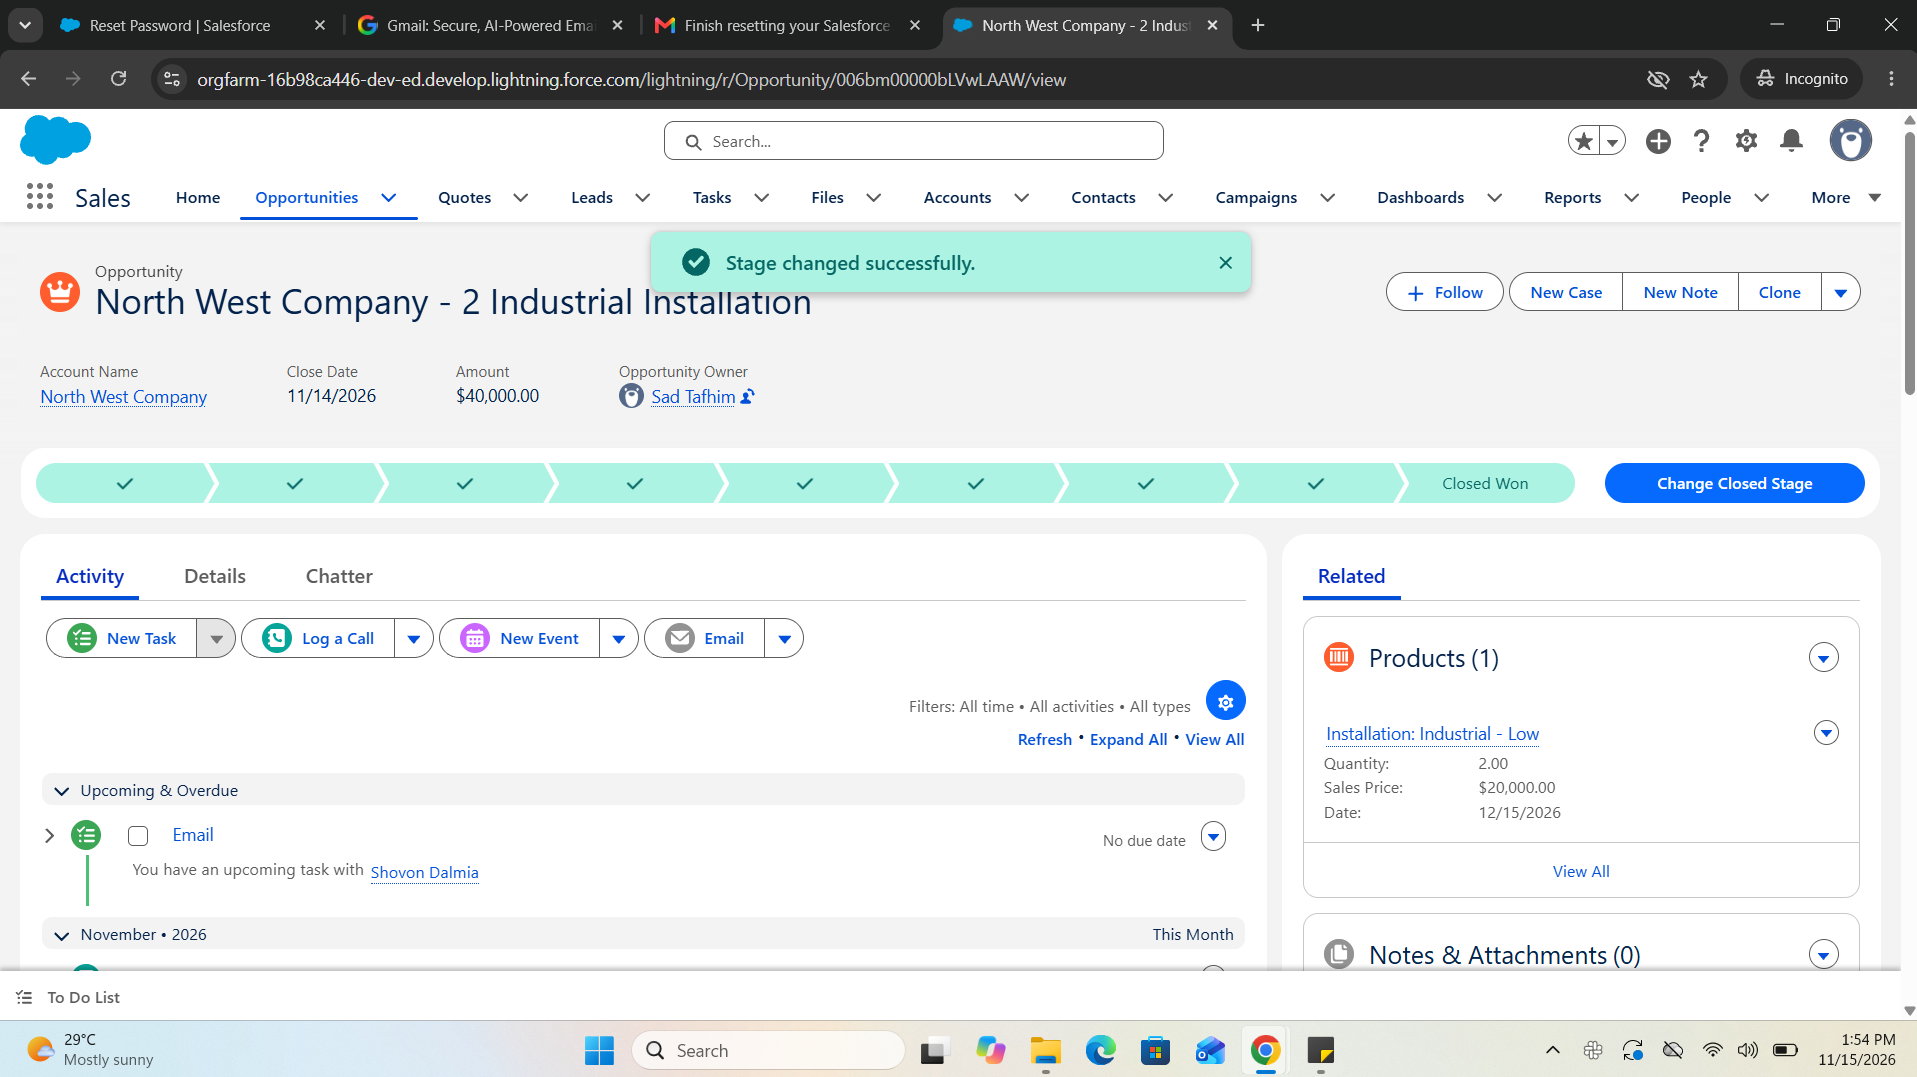 Reset Password | Salesforce
Gmail: Secure, AI-Powered Emai
Finish resetting your Salesforce
North West Company - 2 Indust
orgfarm-16b98ca446-dev-ed.develop.lightning.force.com/lightning/r/Opportunity/006bm00000bLVwLAAW/view
Incognito
Search...
Sales
Home
Opportunities
Quotes
Leads
Tasks
Files
Accounts
Contacts
Campaigns
Dashboards
Reports
People
More
Stage changed successfully.
Opportunity
North West Company - 2 Industrial Installation
Follow
New Case
New Note
Clone
Account Name
North West Company
Close Date
11/14/2026
Amount
$40,000.00
Opportunity Owner
Sad Tafhim
Closed Won
Change Closed Stage
Activity
Details
Chatter
New Task
Log a Call
New Event
Email
Filters: All time • All activities • All types
Refresh • Expand All • View All
Upcoming & Overdue
Email
No due date
You have an upcoming task with Shovon Dalmia
November • 2026
This Month
Related
Products (1)
Installation: Industrial - Low
Quantity: 2.00
Sales Price: $20,000.00
Date: 12/15/2026
View All
Notes & Attachments (0)
To Do List
29°C
Mostly sunny
Search
1:54 PM
11/15/2026